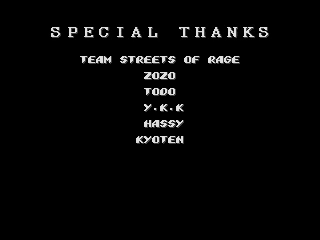 SPECIAL THANKS
TEAM STREETS OF RAGE
ZOZO
TODO
Y.K.K
HASSY
KYOTEN